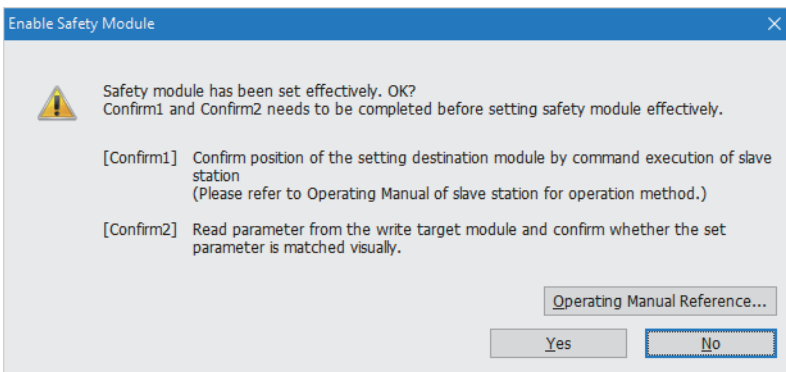 Enable Safety Module
Safety module has been set effectively. OK?
Confirm1 and Confirm2 needs to be completed before setting safety module effectively.
[Confirm1] Confirm position of the setting destination module by command execution of slave
station
(Please refer to Operating Manual of slave station for operation method.)
[Confirm2] Read parameter from the write target module and confirm whether the set
parameter is matched visually.
Operating Manual Reference...
Yes No